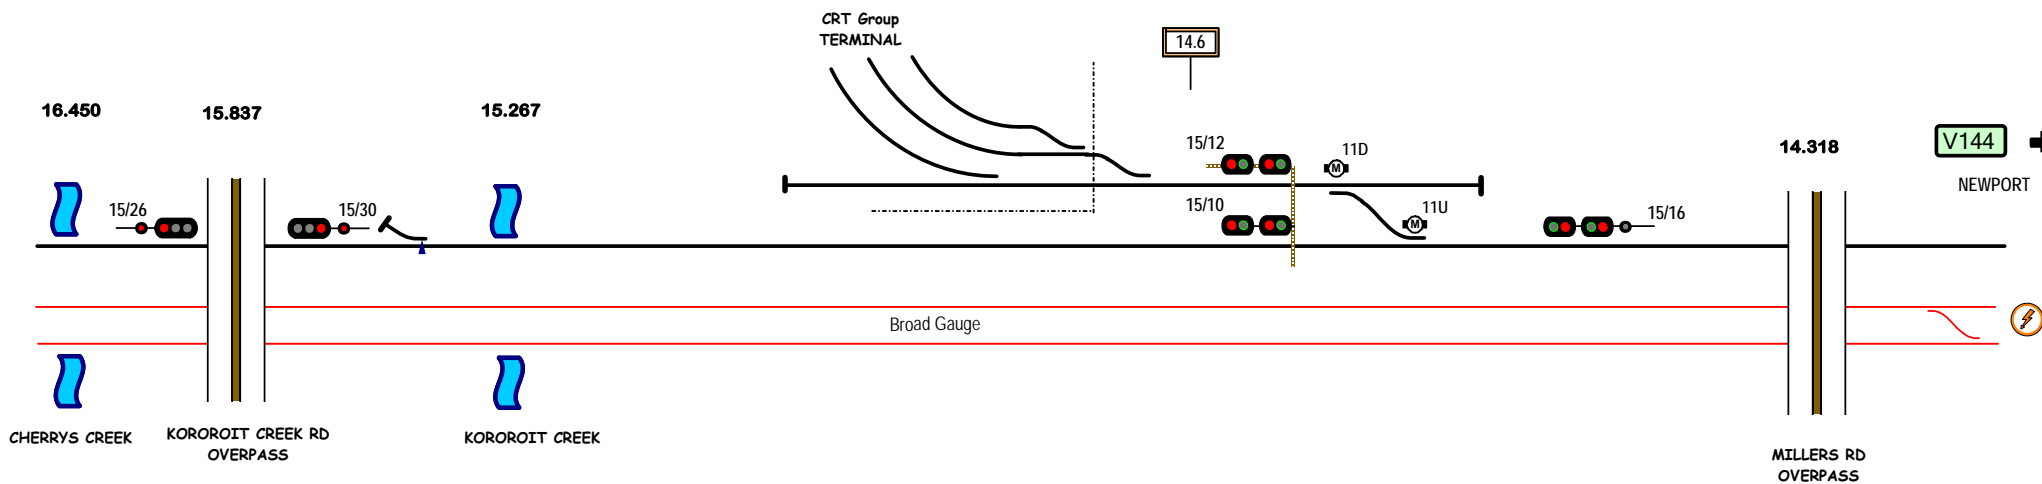 CRT Group
TERMINAL
14.6
16.450
15.837
15.267
15/12
11D
14.318
V144
NEWPORT
15/26
15/30
15/10
11U
15/16
M
M
Broad Gauge
CHERRYS CREEK
KOROROIT CREEK RD
OVERPASS
KOROROIT CREEK
MILLERS RD
OVERPASS